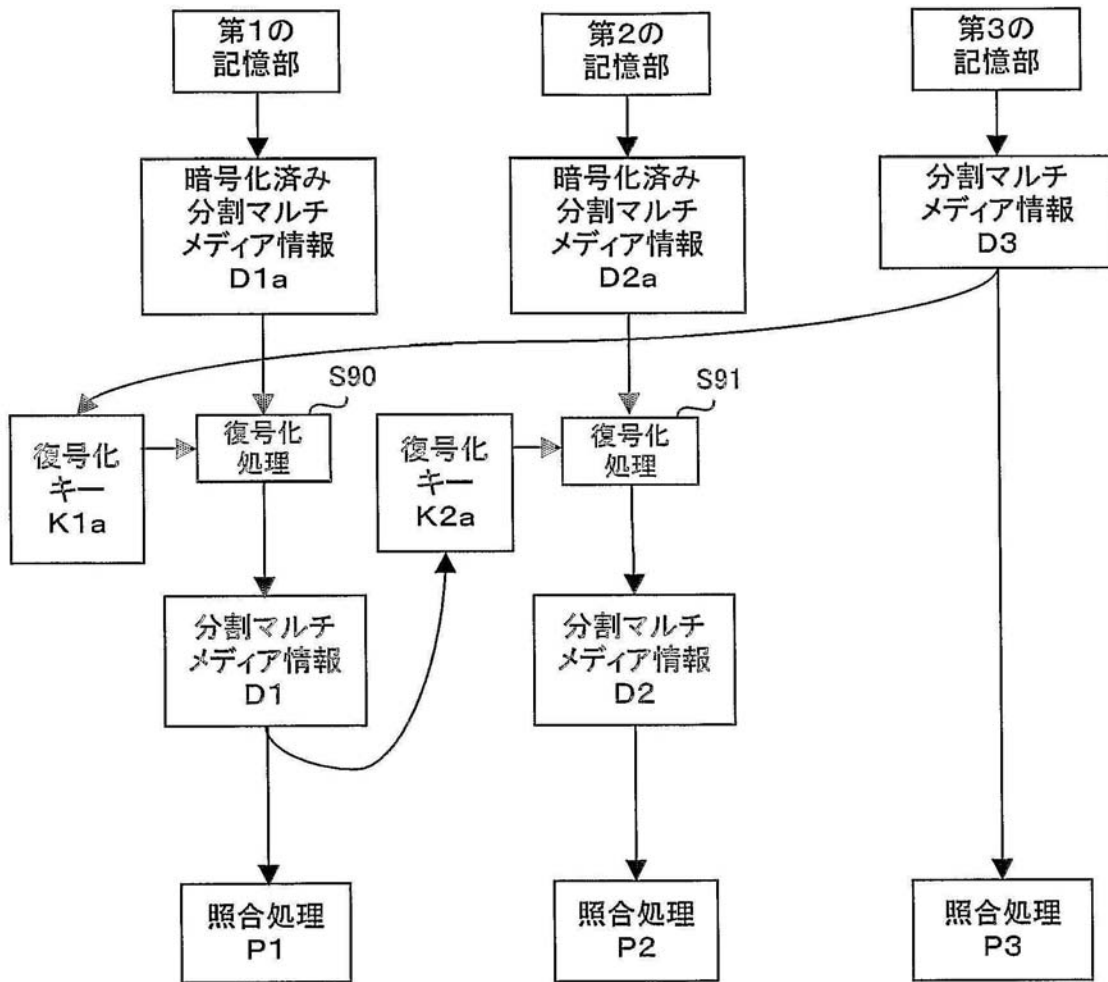 第1の
記憶部
第2の
記憶部
第3の
記憶部
暗号化済み
分割マルチ
メディア情報
D1a
暗号化済み
分割マルチ
メディア情報
D2a
分割マルチ
メディア情報
D3
S90
S91
復号化
キー
K1a
復号化
処理
復号化
キー
K2a
復号化
処理
分割マルチ
メディア情報
D1
分割マルチ
メディア情報
D2
照合処理
P1
照合処理
P2
照合処理
P3